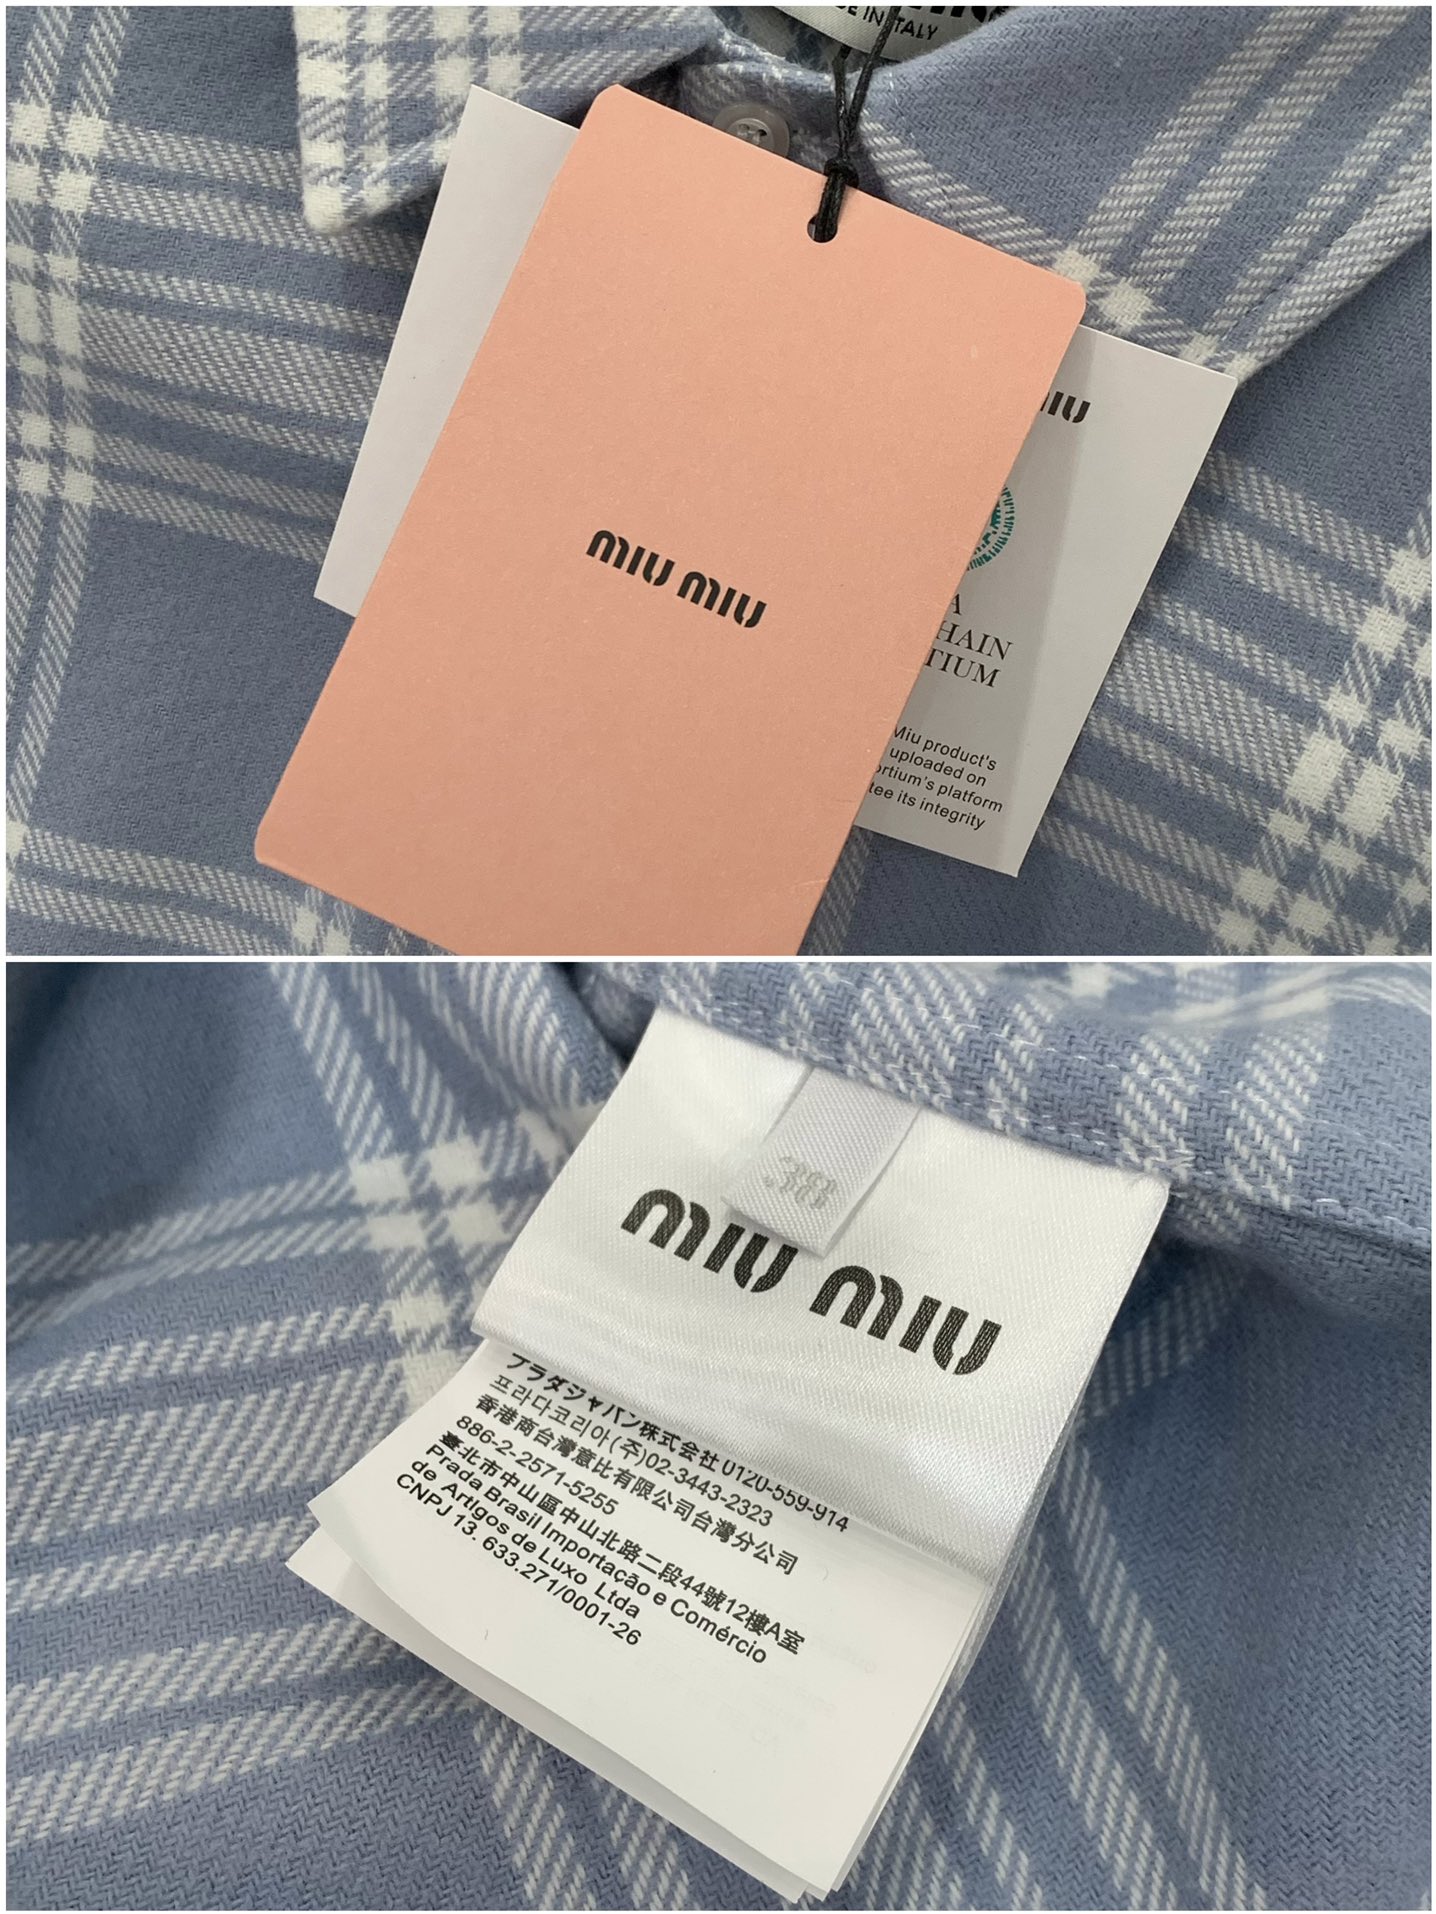 MADE IN ITALY
MIU MIU
MIU
A
HAIN
TIUM
Miu product's
uploaded on
ortium's platform
tee its integrity
MIU MIU
プラダジャパン株式会社 0120-559-914
프라다코리아(주)02-3443-2323
香港商台灣意比有限公司台灣分公司
886-2-2571-5255
臺北市中山區中山北路二段44號12樓A室
Prada Brasil Importação e Comércio
de Artigos de Luxo Ltda
CNPJ 13. 633.271/0001-26